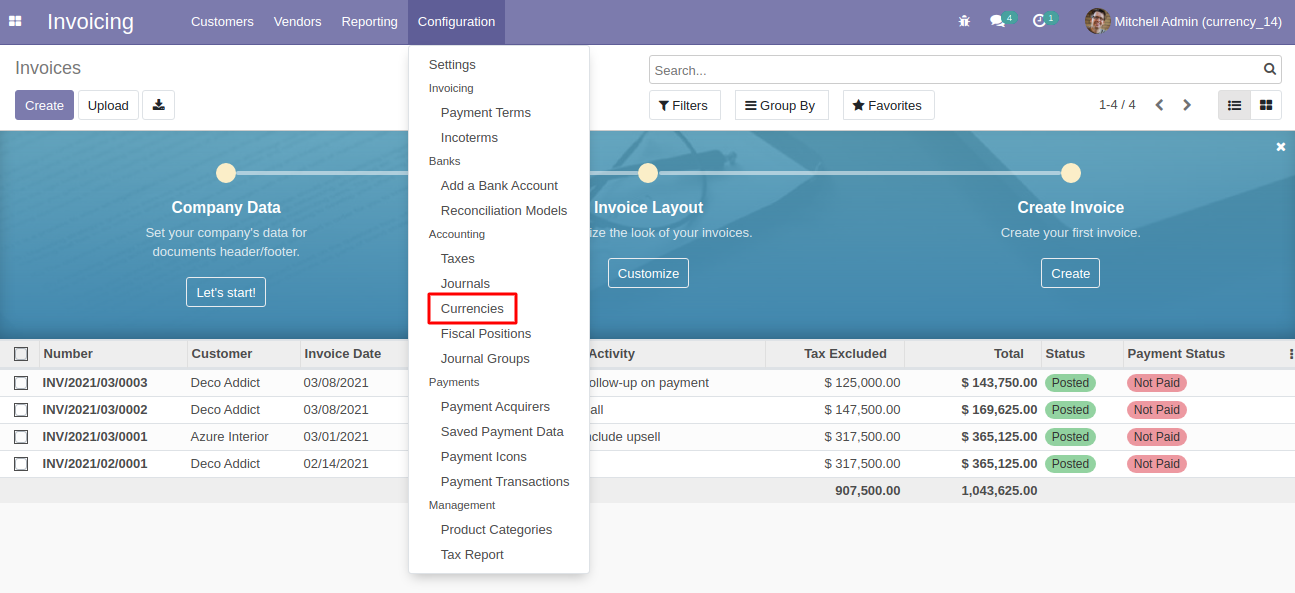 Invoicing Customers Vendors Reporting Configuration 4 1 Mitchell Admin (currency_14)
Invoices
Search...
Create Upload
Filters Group By Favorites 1-4 / 4
Settings
Invoicing
Payment Terms
Incoterms
Banks
Add a Bank Account
Reconciliation Models
Accounting
Taxes
Journals
Currencies
Fiscal Positions
Journal Groups
Payments
Payment Acquirers
Saved Payment Data
Payment Icons
Payment Transactions
Management
Product Categories
Tax Report
Company Data
Set your company's data for
documents header/footer.
Let's start!
Invoice Layout
ize the look of your invoices.
Customize
Create Invoice
Create your first invoice.
Create
Number Customer Invoice Date Activity Tax Excluded Total Status Payment Status
INV/2021/03/0003 Deco Addict 03/08/2021 ollow-up on payment $ 125,000.00 $ 143,750.00 Posted Not Paid
INV/2021/03/0002 Deco Addict 03/08/2021 all $ 147,500.00 $ 169,625.00 Posted Not Paid
INV/2021/03/0001 Azure Interior 03/01/2021 nclude upsell $ 317,500.00 $ 365,125.00 Posted Not Paid
INV/2021/02/0001 Deco Addict 02/14/2021 $ 317,500.00 $ 365,125.00 Posted Not Paid
907,500.00 1,043,625.00